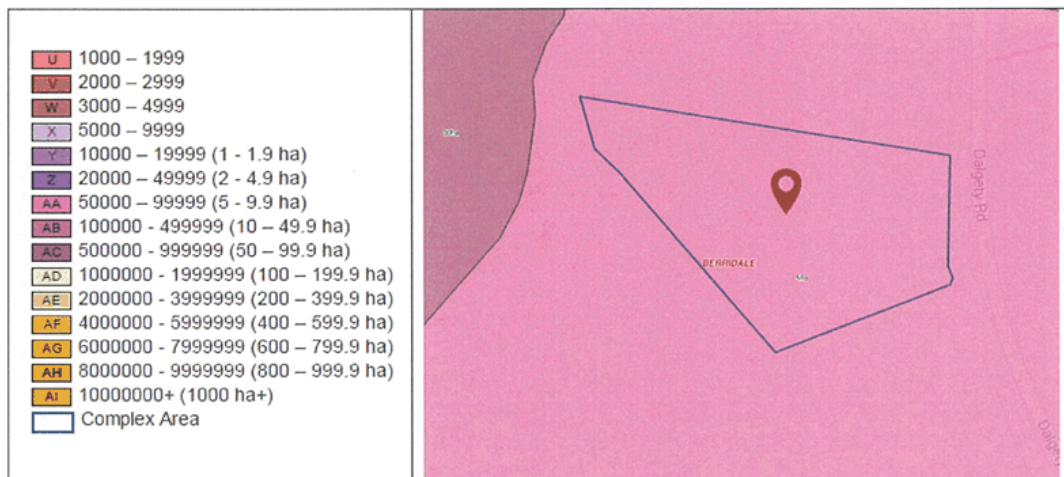 U 1000 – 1999
V 2000 – 2999
W 3000 – 4999
X 5000 – 9999
Y 10000 – 19999 (1 - 1.9 ha)
Z 20000 – 49999 (2 - 4.9 ha)
AA 50000 – 99999 (5 - 9.9 ha)
AB 100000 - 499999 (10 – 49.9 ha)
AC 500000 – 999999 (50 – 99.9 ha)
AD 1000000 - 1999999 (100 – 199.9 ha)
AE 2000000 - 3999999 (200 – 399.9 ha)
AF 4000000 - 5999999 (400 – 599.9 ha)
AG 6000000 - 7999999 (600 – 799.9 ha)
AH 8000000 – 9999999 (800 – 999.9 ha)
AI 10000000+ (1000 ha+)
Complex Area
Dalgety Rd
BERRIDALE
Dalgety